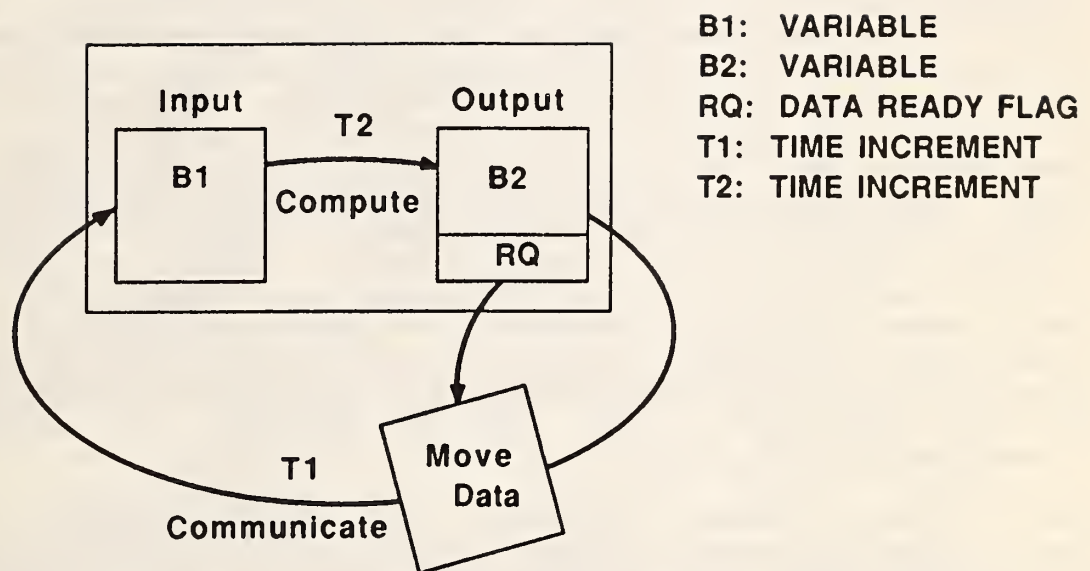 B1: VARIABLE
B2: VARIABLE
RQ: DATA READY FLAG
T1: TIME INCREMENT
T2: TIME INCREMENT
Input
Output
T2
B1
B2
Compute
RQ
Move
Data
T1
Communicate